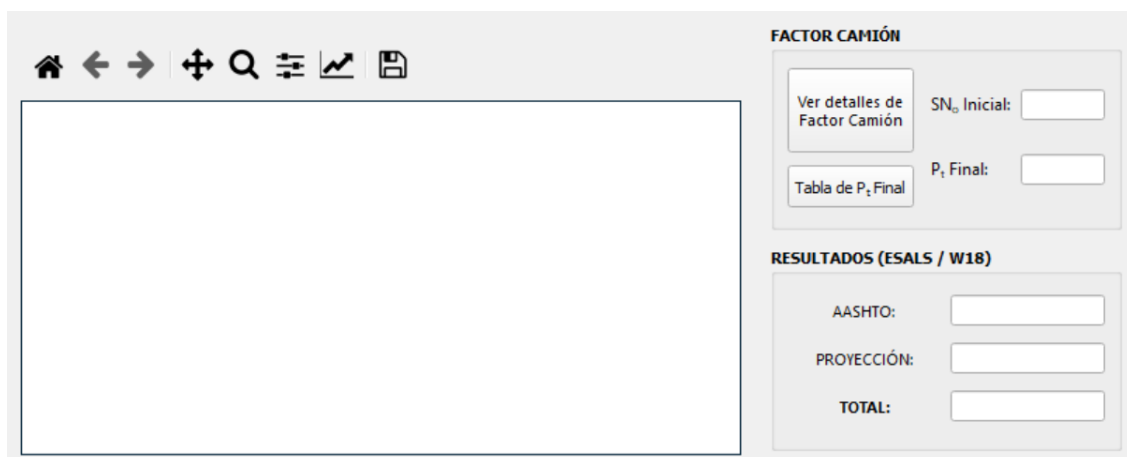 FACTOR CAMIÓN
Ver detalles de
Factor Camión
SNₒ Inicial:
Tabla de Pₜ Final
Pₜ Final:
RESULTADOS (ESALS / W18)
AASHTO:
PROYECCIÓN:
TOTAL: